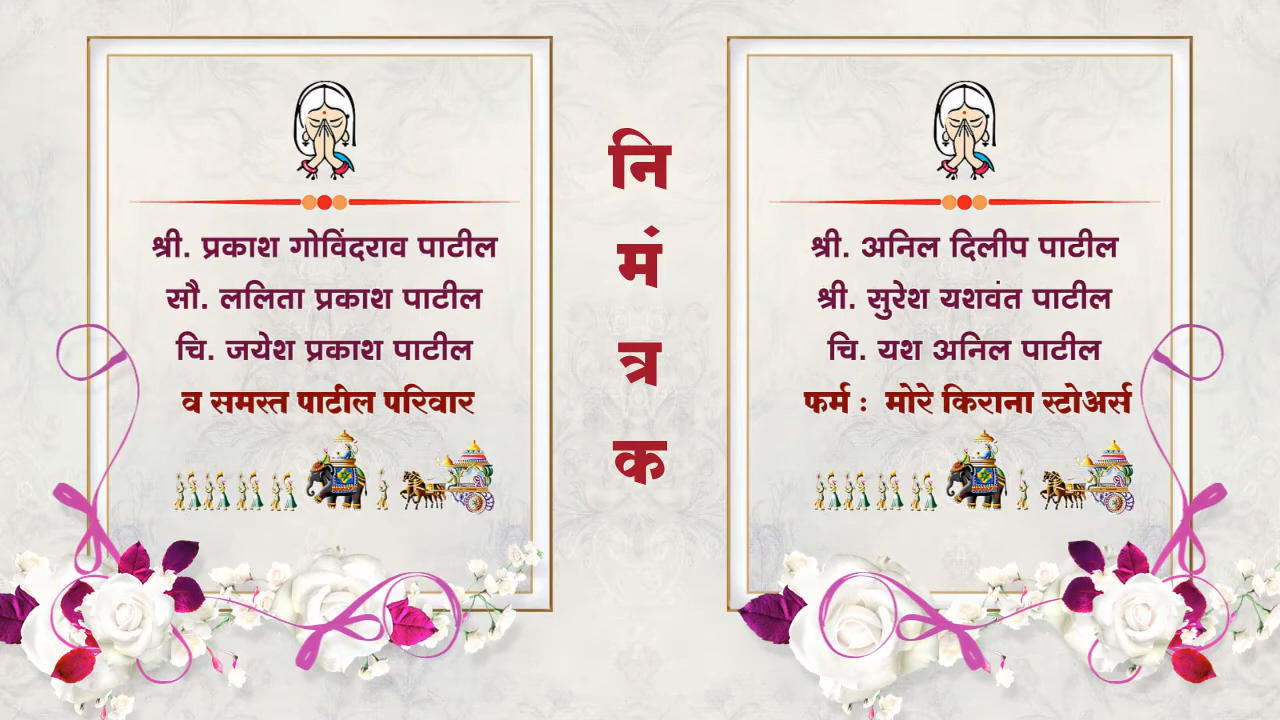 श्री. प्रकाश गोविंदराव पाटील
सौ. ललिता प्रकाश पाटील
चि. जयेश प्रकाश पाटील
व समस्त पाटील परिवार
नि
मं
त्र
क
श्री. अनिल दिलीप पाटील
श्री. सुरेश यशवंत पाटील
चि. यश अनिल पाटील
फर्म : मोरे किराना स्टोअर्स